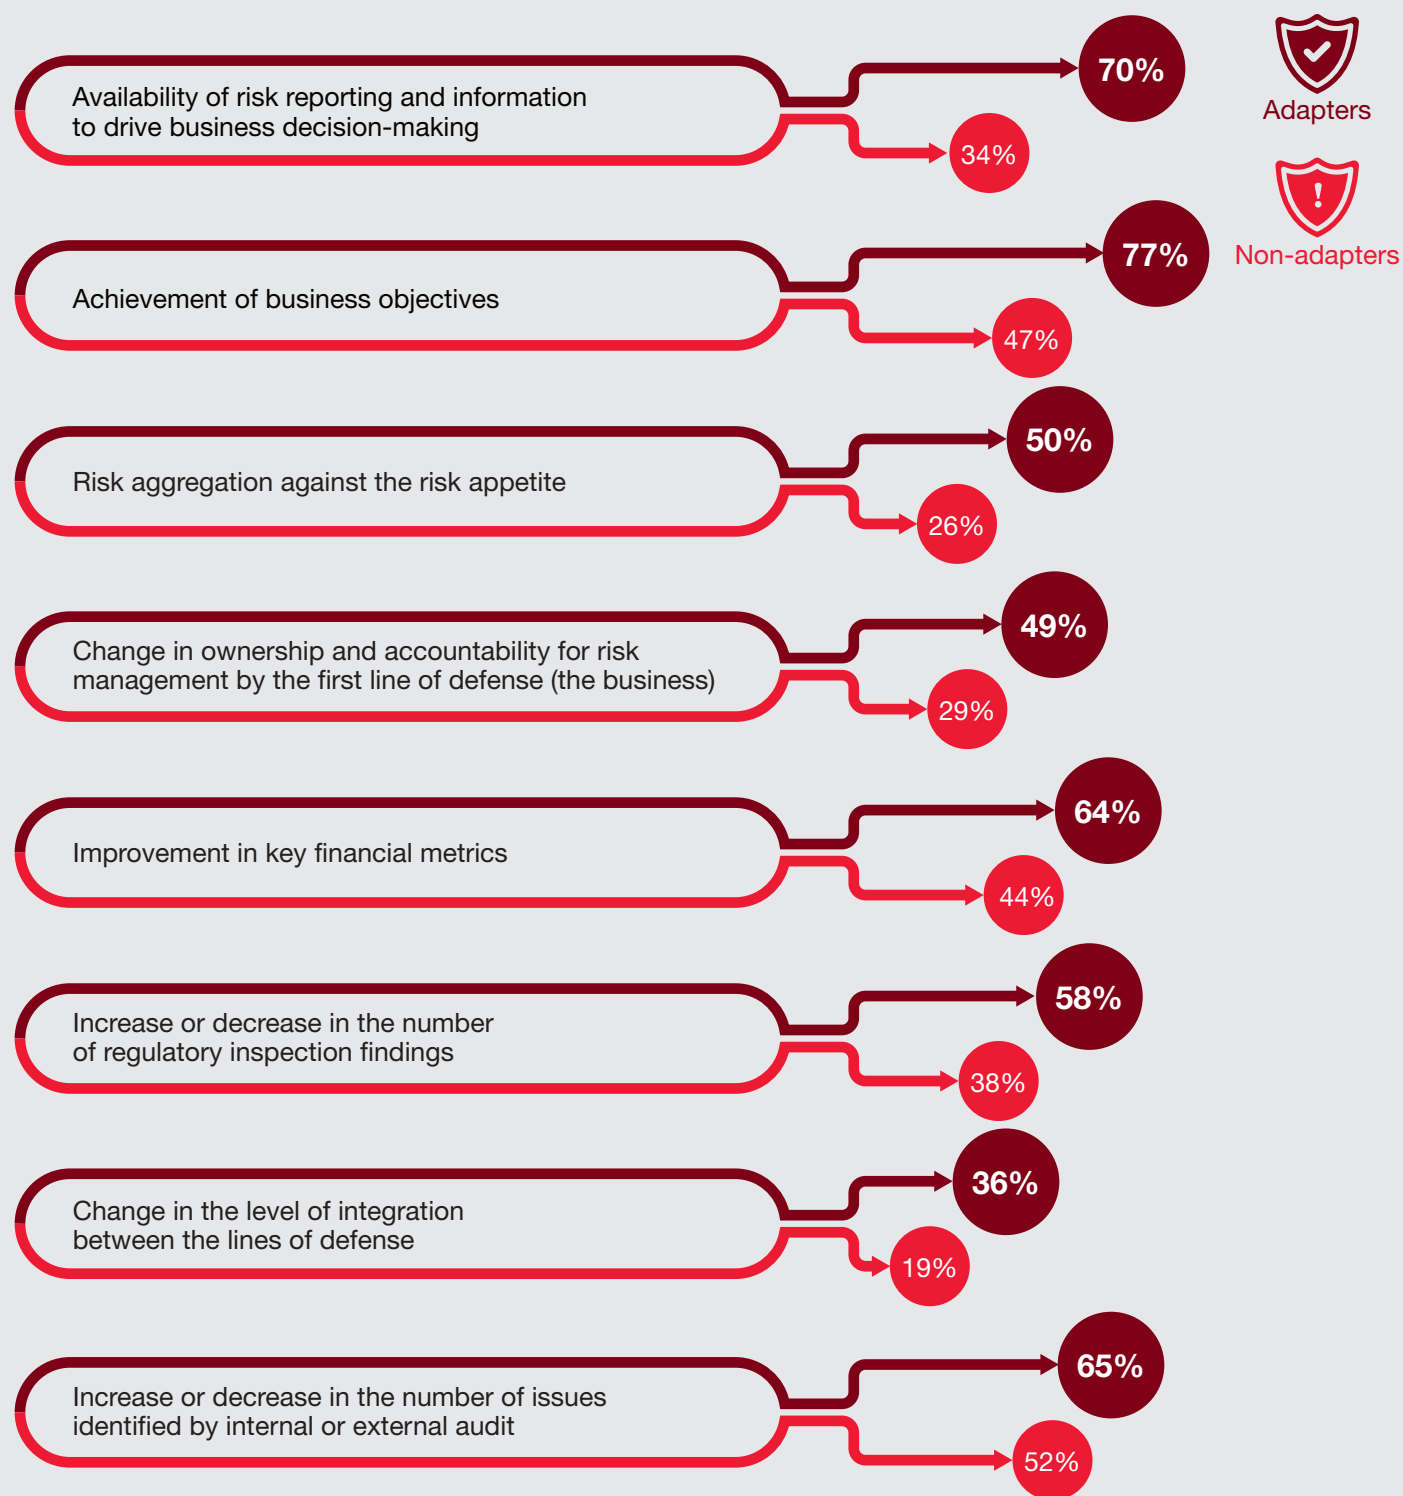 Availability of risk reporting and information
to drive business decision-making
70%
34%
Adapters
Non-adapters
Achievement of business objectives
77%
47%
Risk aggregation against the risk appetite
50%
26%
Change in ownership and accountability for risk
management by the first line of defense (the business)
49%
29%
Improvement in key financial metrics
64%
44%
Increase or decrease in the number
of regulatory inspection findings
58%
38%
Change in the level of integration
between the lines of defense
36%
19%
Increase or decrease in the number of issues
identified by internal or external audit
65%
52%